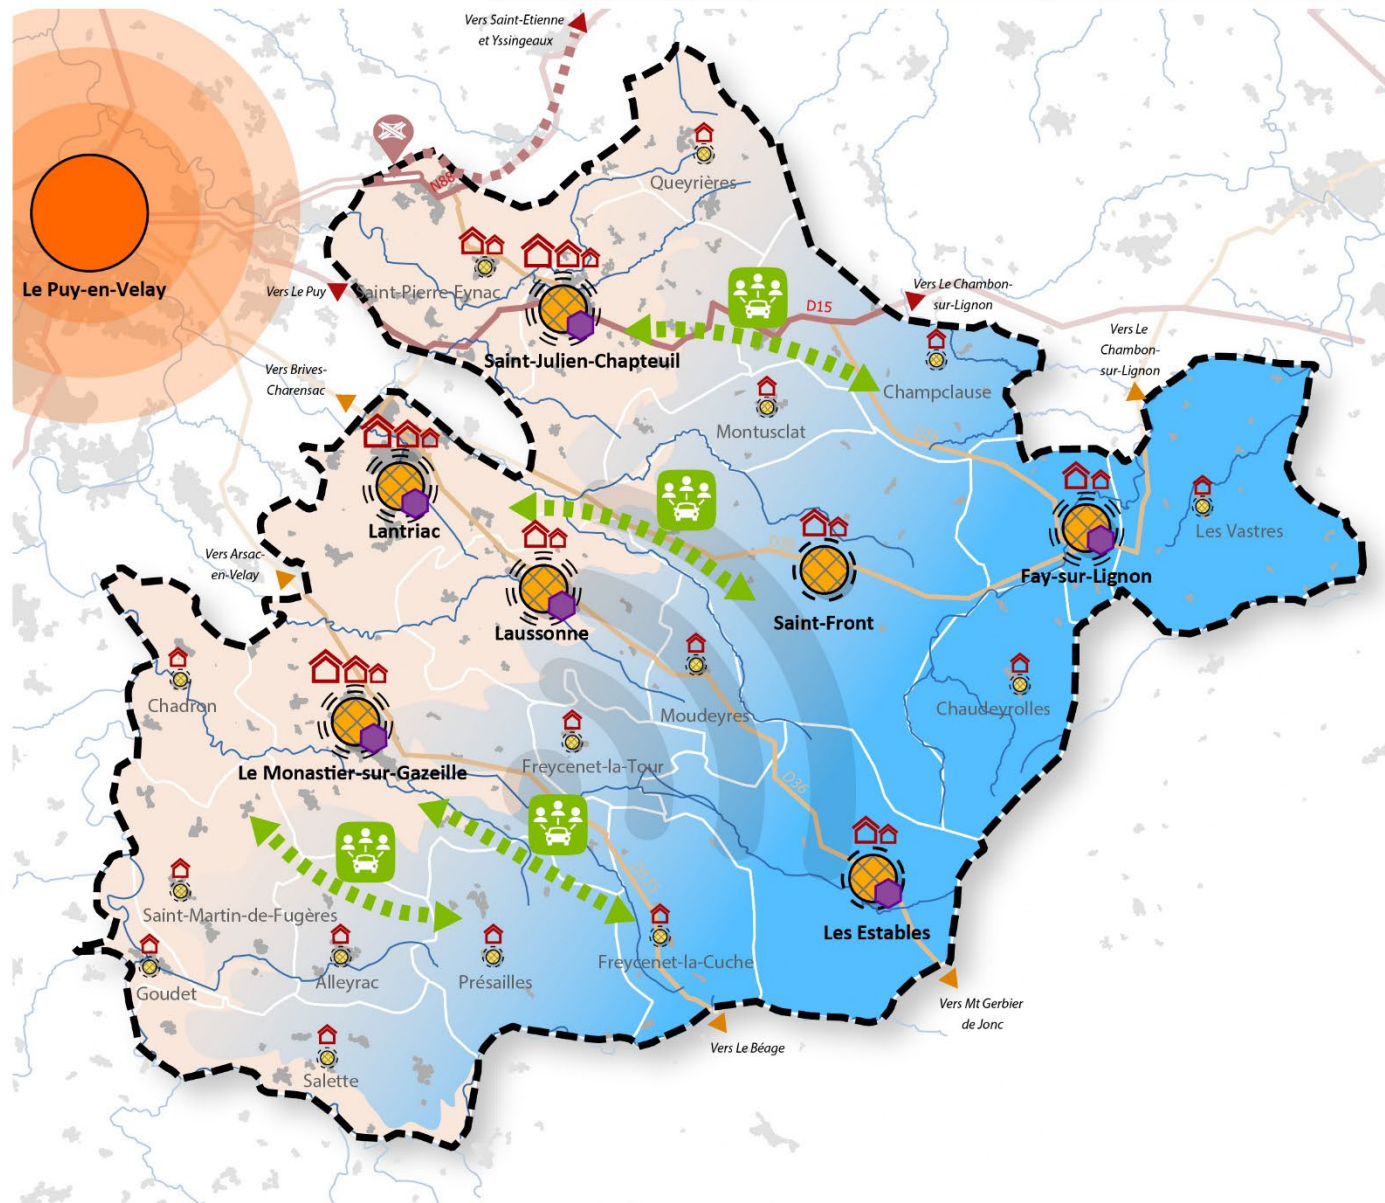 Vers Saint-Etienne
et Yssingeaux
N88
Queyrières
Le Puy-en-Velay
Vers Le Puy
Saint-Pierre-Eynac
D15
Vers Le Chambon-
sur-Lignon
Vers Le
Chambon-
sur-Lignon
Saint-Julien-Chapteuil
Vers Brives-
Charensac
Champclause
Montusclat
Lantriac
Les Vastres
Vers Arsac-
en-Velay
Fay-sur-Lignon
Laussonne
Saint-Front
Chadron
Moudeyres
Chaudeyrolles
Le Monastier-sur-Gazeille
Freycenet-la-Tour
D36
Saint-Martin-de-Fugères
Les Estables
Goudet
Alleyrac
Présailles
Freycenet-la-Cuche
Vers Mt Gerbier
de Jonc
Vers Le Béage
Salette